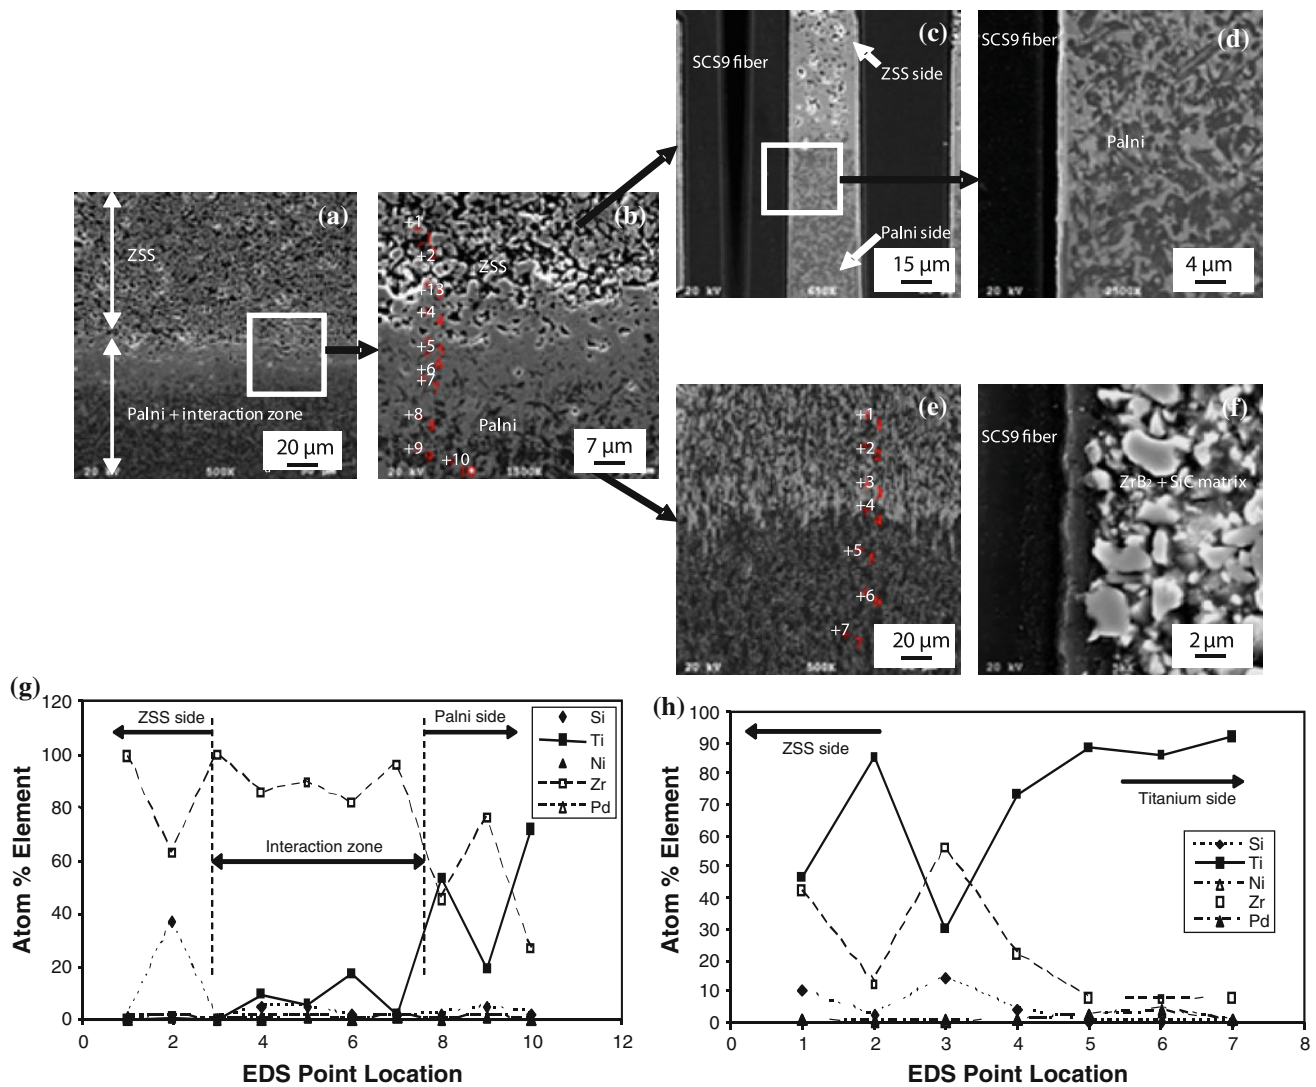 (a)
ZSS
Palni + interaction zone
20 µm
500X
(b)
+1
+2
ZSS
+13
+4
+5
+6
+7
+8
Palni
+9
+10
7 µm
20 kV
1500X
(c)
SCS9 fiber
ZSS side
Palni side
15 µm
20 kV
650X
(d)
SCS9 fiber
Palni
4 µm
20 kV
2500X
(e)
+1
+2
+3
+4
+5
+6
+7
20 µm
20 kV
500X
(f)
SCS9 fiber
ZrB2 + SiC matrix
2 µm
20 kV
5KX
(g)
120
100
80
60
40
20
0
Atom % Element
ZSS side
Palni side
Interaction zone
Si
Ti
Ni
Zr
Pd
0 2 4 6 8 10 12
EDS Point Location
(h)
100
90
80
70
60
50
40
30
20
10
0
Atom % Element
ZSS side
Titanium side
Si
Ti
Ni
Zr
Pd
0 1 2 3 4 5 6 7 8
EDS Point Location